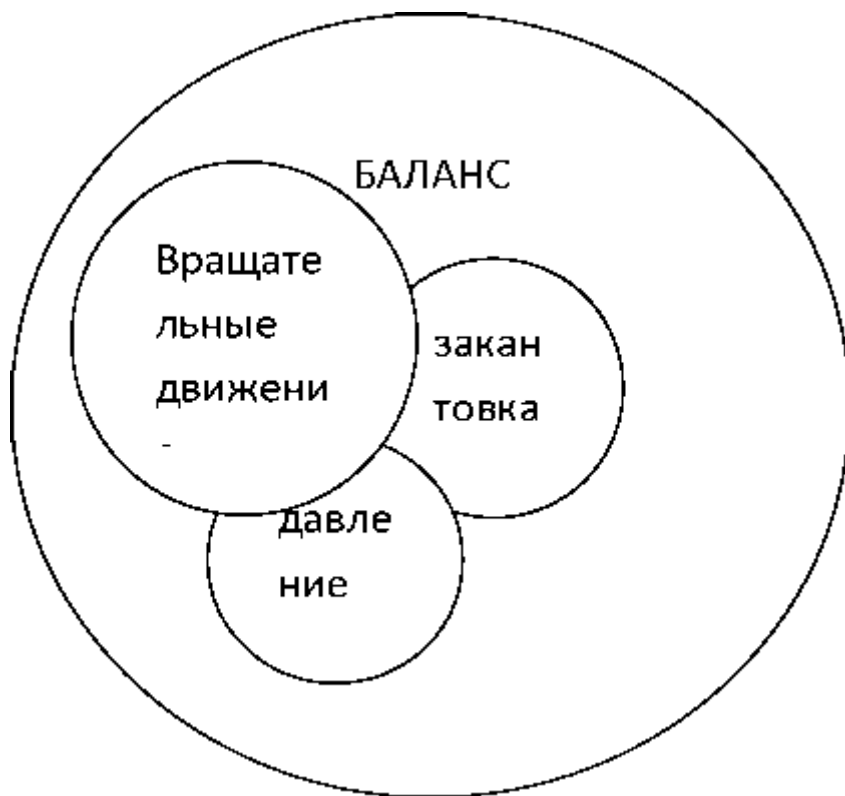 БАЛАНС
Вращате
льные
движени
закан
товка
давле
ние